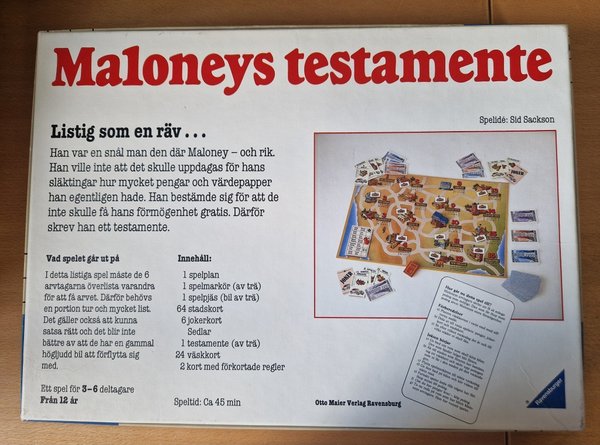 Maloneys testamente
Spelidé: Sid Sackson
Listig som en räv . . .
Han var en snål man den där Maloney – och rik.
Han ville inte att det skulle uppdagas för hans
släktingar hur mycket pengar och värdepapper
han egentligen hade. Han bestämde sig för att de
inte skulle få hans förmögenhet gratis. Därför
skrev han ett testamente.
Vad spelet går ut på
I detta listiga spel måste de 6
arvtagarna överlista varandra
för att få arvet. Därför behövs
en portion tur och mycket list.
Det gäller också att kunna
satsa rätt och det blir inte
bättre av att de har en gammal
högljudd bil att förflytta sig
med.
Ett spel för 3–6 deltagare
Från 12 år
Innehåll:
1 spelplan
1 spelmarkör (av trä)
1 spelpjäs (bil av trä)
64 stadskort
6 jokerkort
Sedlar
1 testamente (av trä)
24 väskkort
2 kort med förkortade regler
Speltid: Ca 45 min
Otto Maier Verlag Ravensburg
Hur gör du dessa spel till?
Ravensburger